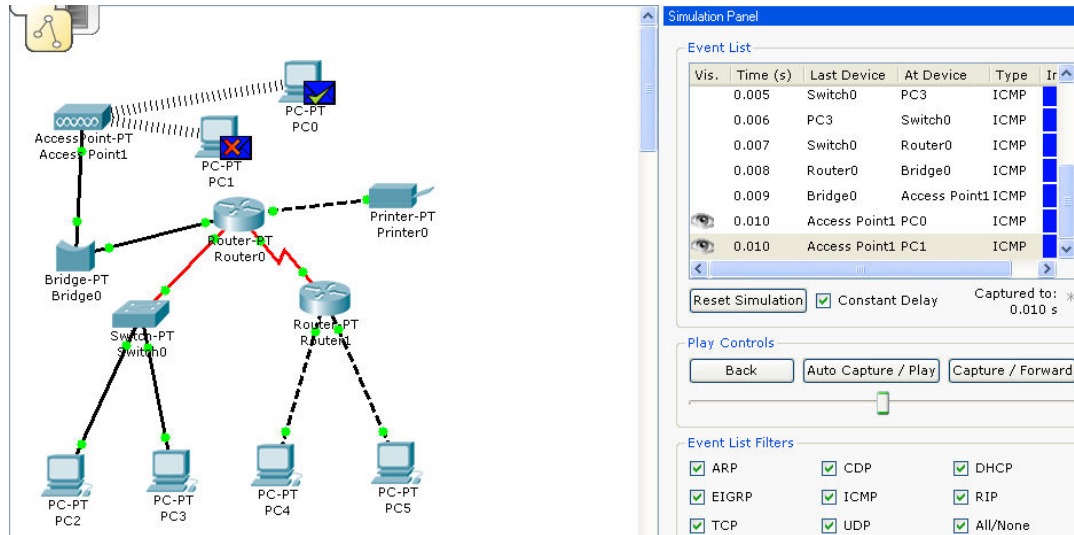 PC-PT
PC0
AccessPoint-PT
Access Point1
PC-PT
PC1
Printer-PT
Printer0
Router-PT
Router0
Bridge-PT
Bridge0
Switch-PT
Switch0
Router-PT
Router1
PC-PT
PC2
PC-PT
PC3
PC-PT
PC4
PC-PT
PC5
Simulation Panel
Event List
Vis. Time (s) Last Device At Device Type
0.005 Switch0 PC3 ICMP
0.006 PC3 Switch0 ICMP
0.007 Switch0 Router0 ICMP
0.008 Router0 Bridge0 ICMP
0.009 Bridge0 Access Point1 ICMP
0.010 Access Point1 PC0 ICMP
0.010 Access Point1 PC1 ICMP
Reset Simulation Constant Delay Captured to: *
0.010 s
Play Controls
Back Auto Capture / Play Capture / Forward
Event List Filters
ARP CDP DHCP
EIGRP ICMP RIP
TCP UDP All/None